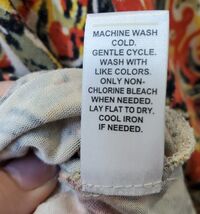 MACHINE WASH
COLD.
GENTLE CYCLE.
WASH WITH
LIKE COLORS.
ONLY NON-
CHLORINE BLEACH
WHEN NEEDED.
LAY FLAT TO DRY.
COOL IRON
IF NEEDED.